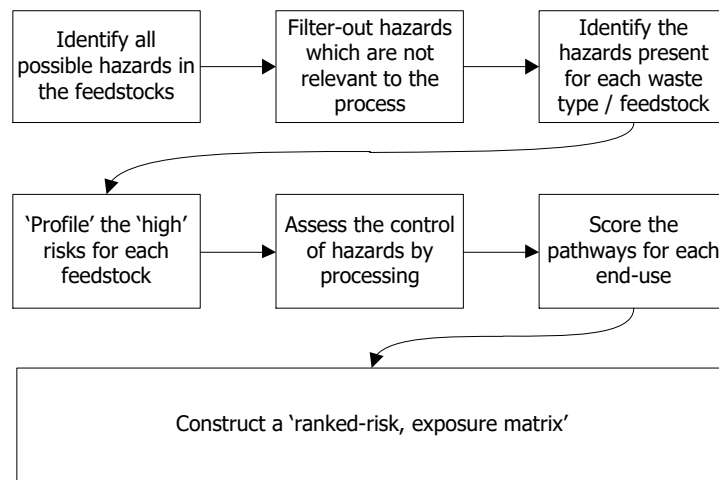 Identify all
possible hazards in
the feedstocks
Filter-out hazards
which are not
relevant to the
process
Identify the
hazards present
for each waste
type / feedstock
‘Profile’ the ‘high’
risks for each
feedstock
Assess the control
of hazards by
processing
Score the
pathways for each
end-use
Construct a ‘ranked-risk, exposure matrix’